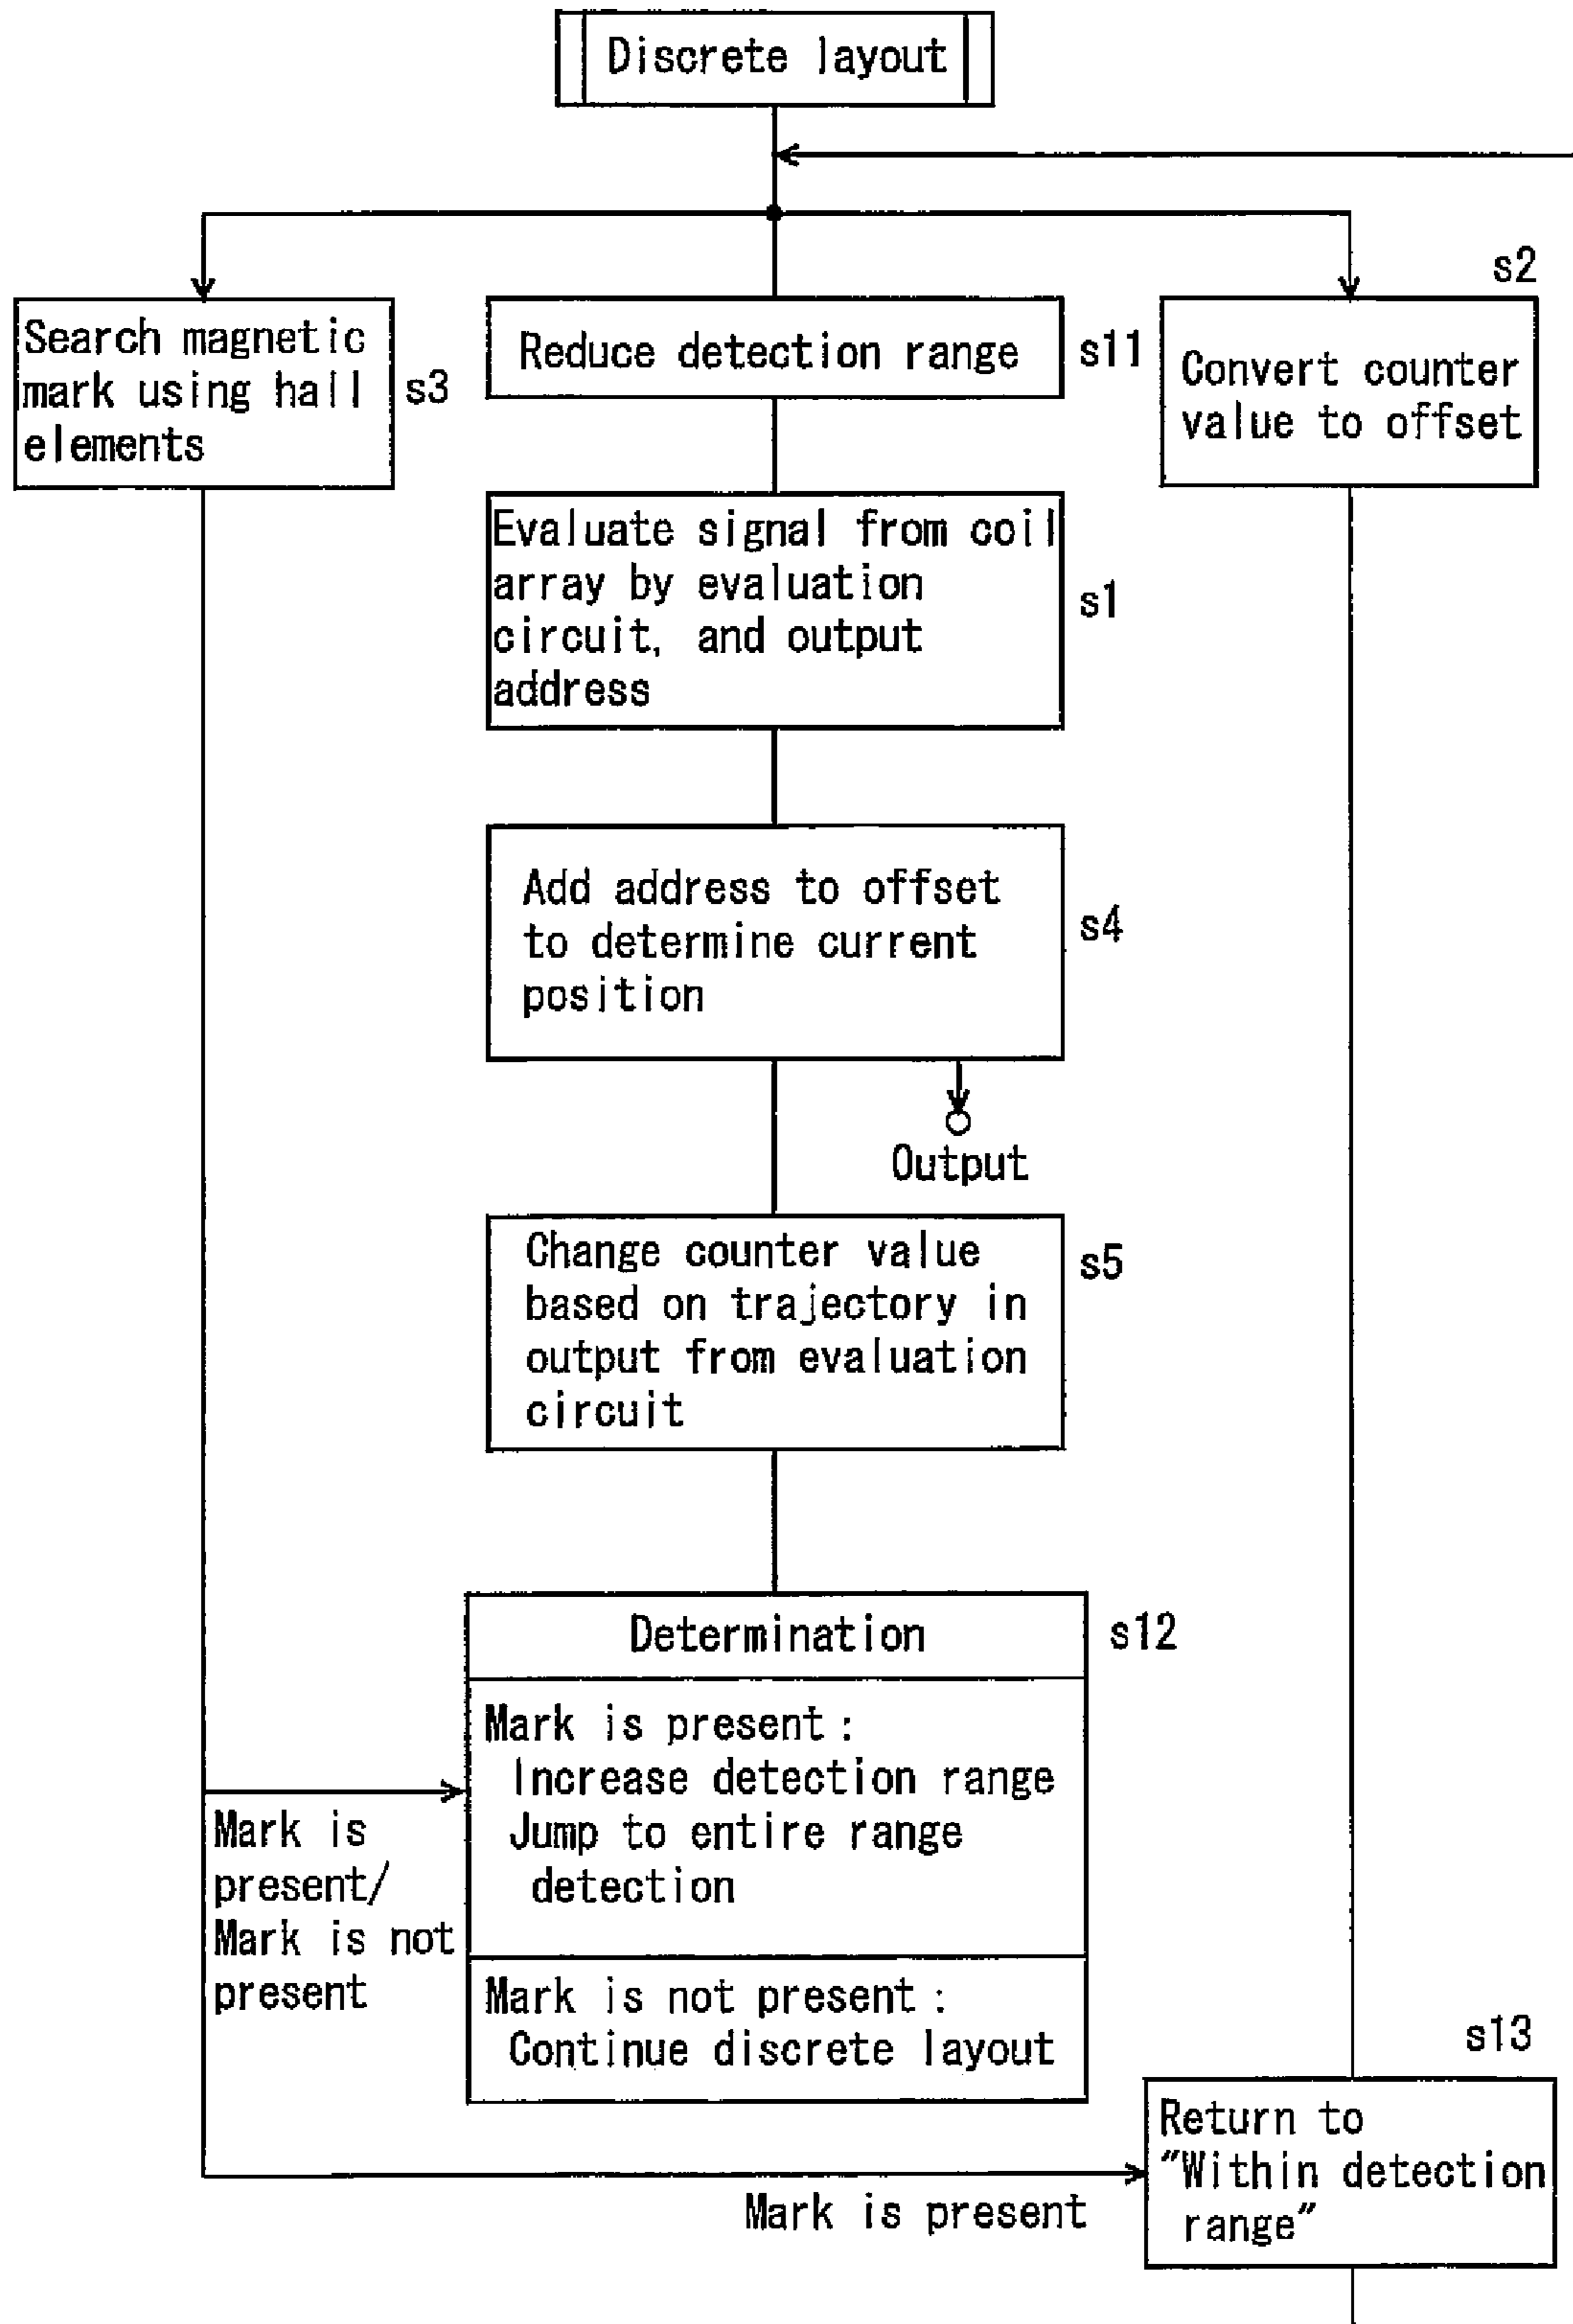 Discrete layout
s2
Search magnetic
mark using hall
elements
s3
Reduce detection range
s11
Convert counter
value to offset
Evaluate signal from coil
array by evaluation
circuit, and output
address
s1
Add address to offset
to determine current
position
s4
Output
Change counter value
based on trajectory in
output from evaluation
circuit
s5
Determination
s12
Mark is present:
Increase detection range
Jump to entire range
detection
Mark is
present/
Mark is not
present
Mark is not present:
Continue discrete layout
s13
Return to
"Within detection
range"
Mark is present